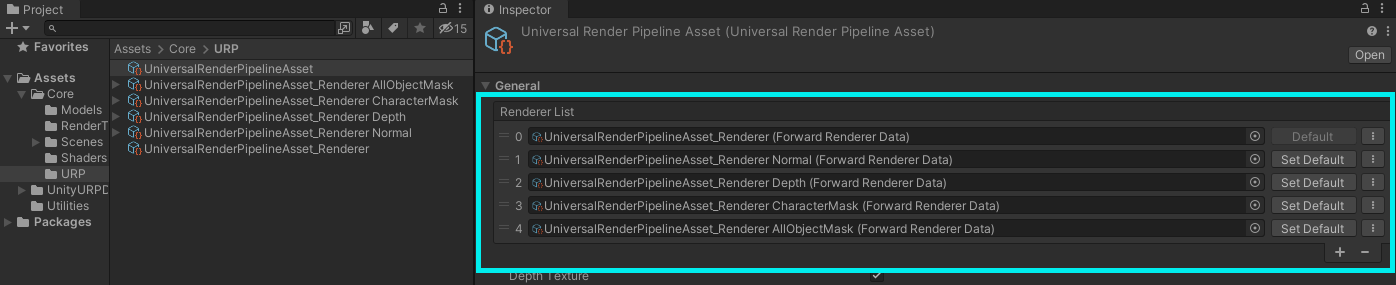 Project
15
Favorites
Assets
Core
Models
RenderT
Scenes
Shaders
URP
UnityURPD
Utilities
Packages
Assets > Core > URP
UniversalRenderPipelineAsset
UniversalRenderPipelineAsset_Renderer AllObjectMask
UniversalRenderPipelineAsset_Renderer CharacterMask
UniversalRenderPipelineAsset_Renderer Depth
UniversalRenderPipelineAsset_Renderer Normal
UniversalRenderPipelineAsset_Renderer
Inspector
Universal Render Pipeline Asset (Universal Render Pipeline Asset)
Open
General
Renderer List
0 UniversalRenderPipelineAsset_Renderer (Forward Renderer Data) Default
1 UniversalRenderPipelineAsset_Renderer Normal (Forward Renderer Data) Set Default
2 UniversalRenderPipelineAsset_Renderer Depth (Forward Renderer Data) Set Default
3 UniversalRenderPipelineAsset_Renderer CharacterMask (Forward Renderer Data) Set Default
4 UniversalRenderPipelineAsset_Renderer AllObjectMask (Forward Renderer Data) Set Default
+ −
Depth Texture